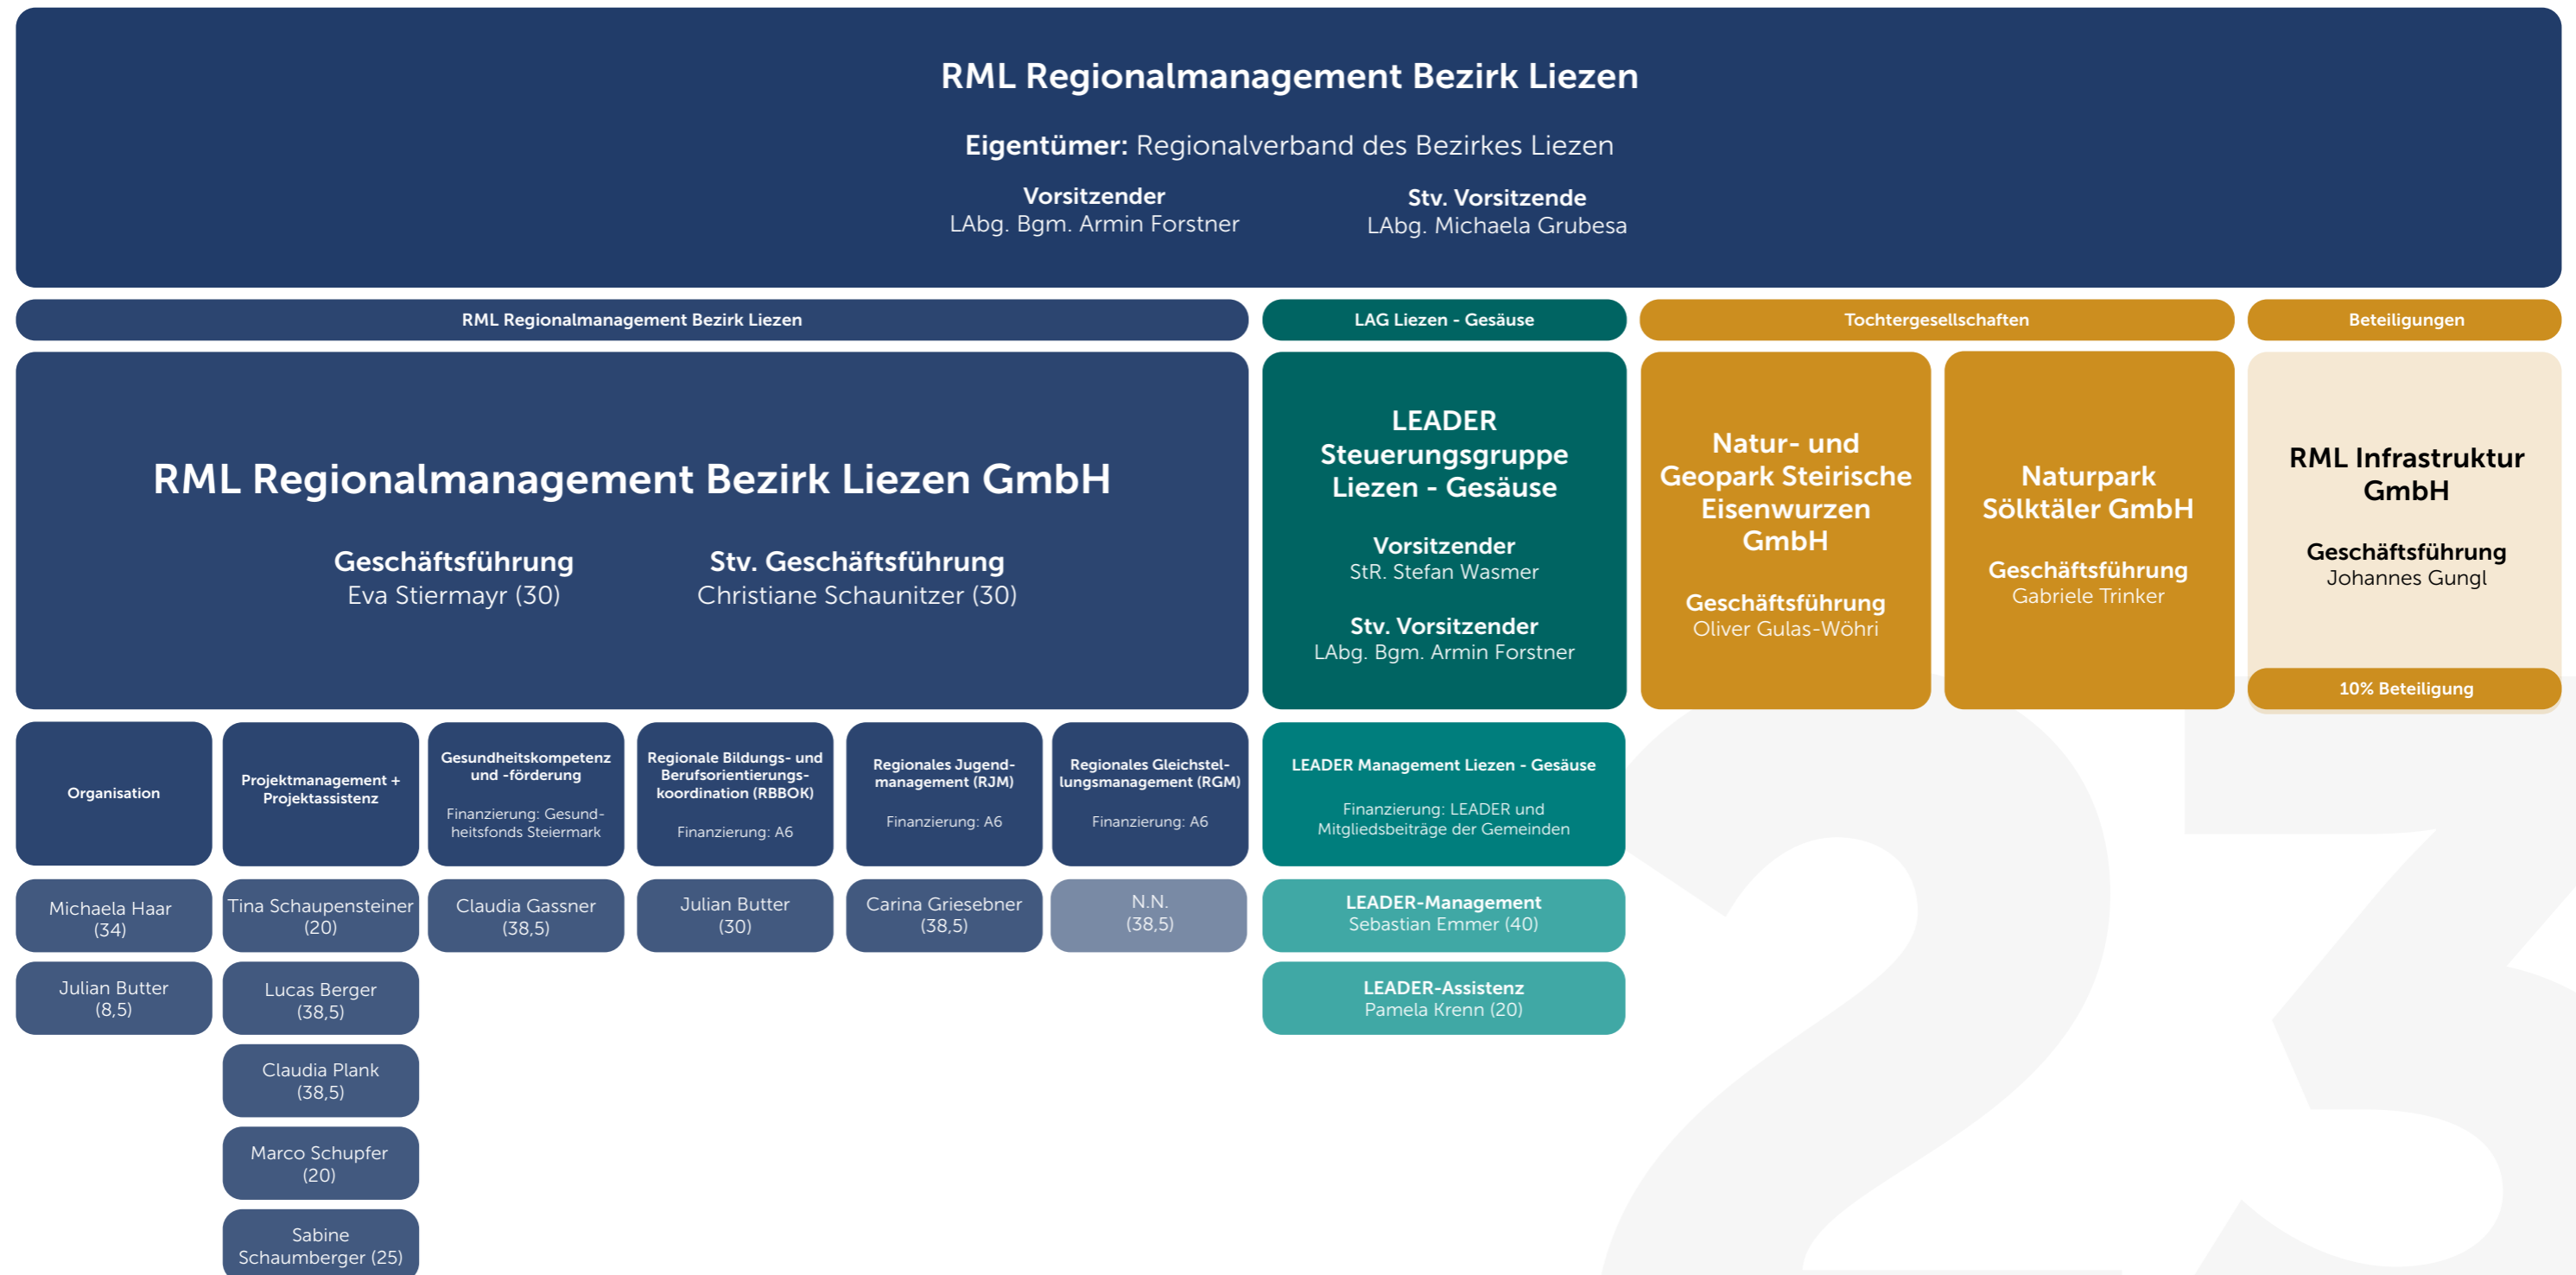 RML Regionalmanagement Bezirk Liezen
Eigentümer: Regionalverband des Bezirkes Liezen
Vorsitzender
LAbg. Bgm. Armin Forstner
Stv. Vorsitzende
LAbg. Michaela Grubesa
RML Regionalmanagement Bezirk Liezen
LAG Liezen - Gesäuse
Tochtergesellschaften
Beteiligungen
RML Regionalmanagement Bezirk Liezen GmbH
Geschäftsführung
Eva Stiermayr (30)
Stv. Geschäftsführung
Christiane Schaunitzer (30)
LEADER
Steuerungsgruppe
Liezen - Gesäuse
Vorsitzender
StR. Stefan Wasmer
Stv. Vorsitzender
LAbg. Bgm. Armin Forstner
Natur- und
Geopark Steirische
Eisenwurzen
GmbH
Geschäftsführung
Oliver Gulas-Wöhri
Naturpark
Sölktäler GmbH
Geschäftsführung
Gabriele Trinker
RML Infrastruktur
GmbH
Geschäftsführung
Johannes Gungl
10% Beteiligung
Organisation
Projektmanagement +
Projektassistenz
Gesundheitskompetenz
und -förderung
Finanzierung: Gesund-
heitsfonds Steiermark
Regionale Bildungs- und
Berufsorientierungs-
koordination (RBBOK)
Finanzierung: A6
Regionales Jugend-
management (RJM)
Finanzierung: A6
Regionales Gleichstel-
lungsmanagement (RGM)
Finanzierung: A6
LEADER Management Liezen - Gesäuse
Finanzierung: LEADER und
Mitgliedsbeiträge der Gemeinden
Michaela Haar
(34)
Tina Schaupensteiner
(20)
Claudia Gassner
(38,5)
Julian Butter
(30)
Carina Griesebner
(38,5)
N.N.
(38,5)
LEADER-Management
Sebastian Emmer (40)
Julian Butter
(8,5)
Lucas Berger
(38,5)
LEADER-Assistenz
Pamela Krenn (20)
Claudia Plank
(38,5)
Marco Schupfer
(20)
Sabine
Schaumberger (25)
23